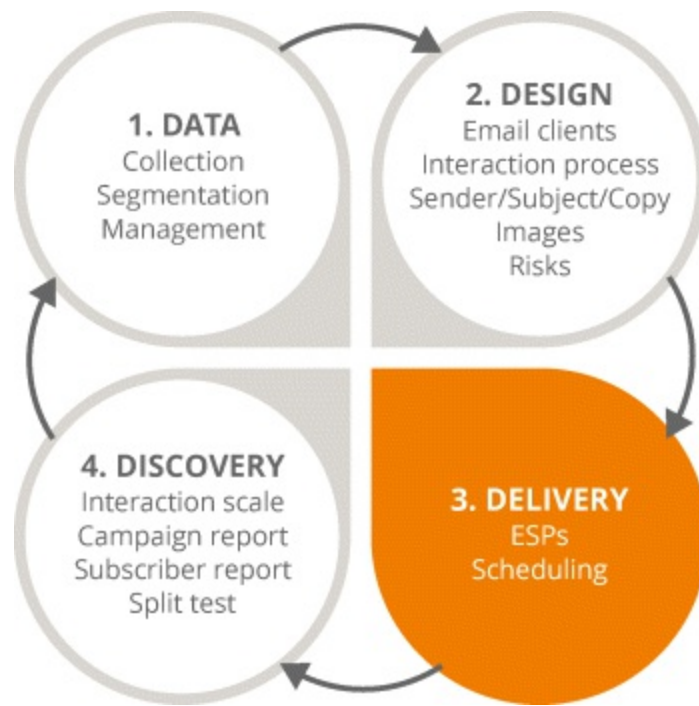 1. DATA
Collection
Segmentation
Management
2. DESIGN
Email clients
Interaction process
Sender/Subject/Copy
Images
Risks
3. DELIVERY
ESPs
Scheduling
4. DISCOVERY
Interaction scale
Campaign report
Subscriber report
Split test